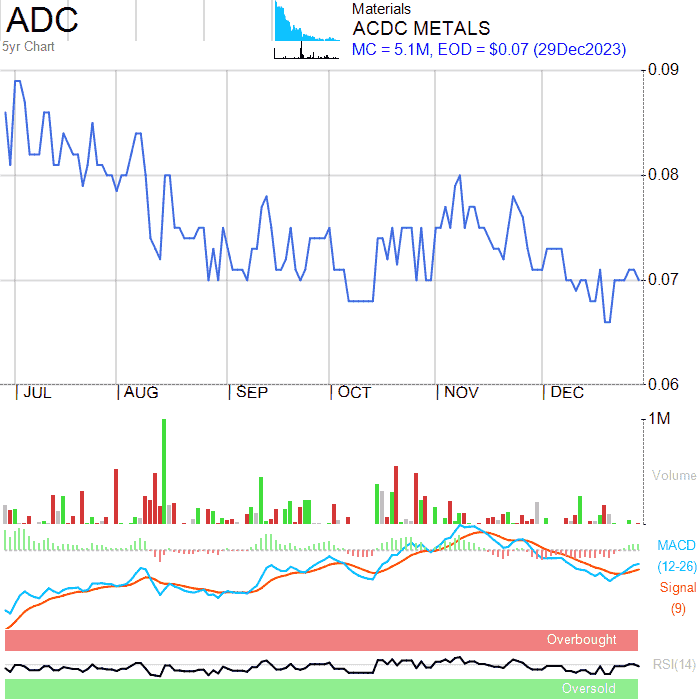 ADC
5yr Chart
Materials
ACDC METALS
MC = 5.1M, EOD = $0.07 (29Dec2023)
0.09
0.08
0.07
0.06
JUL AUG SEP OCT NOV DEC
1M
Volume
MACD
(12-26)
Signal
(9)
Overbought
RSI(14)
Oversold